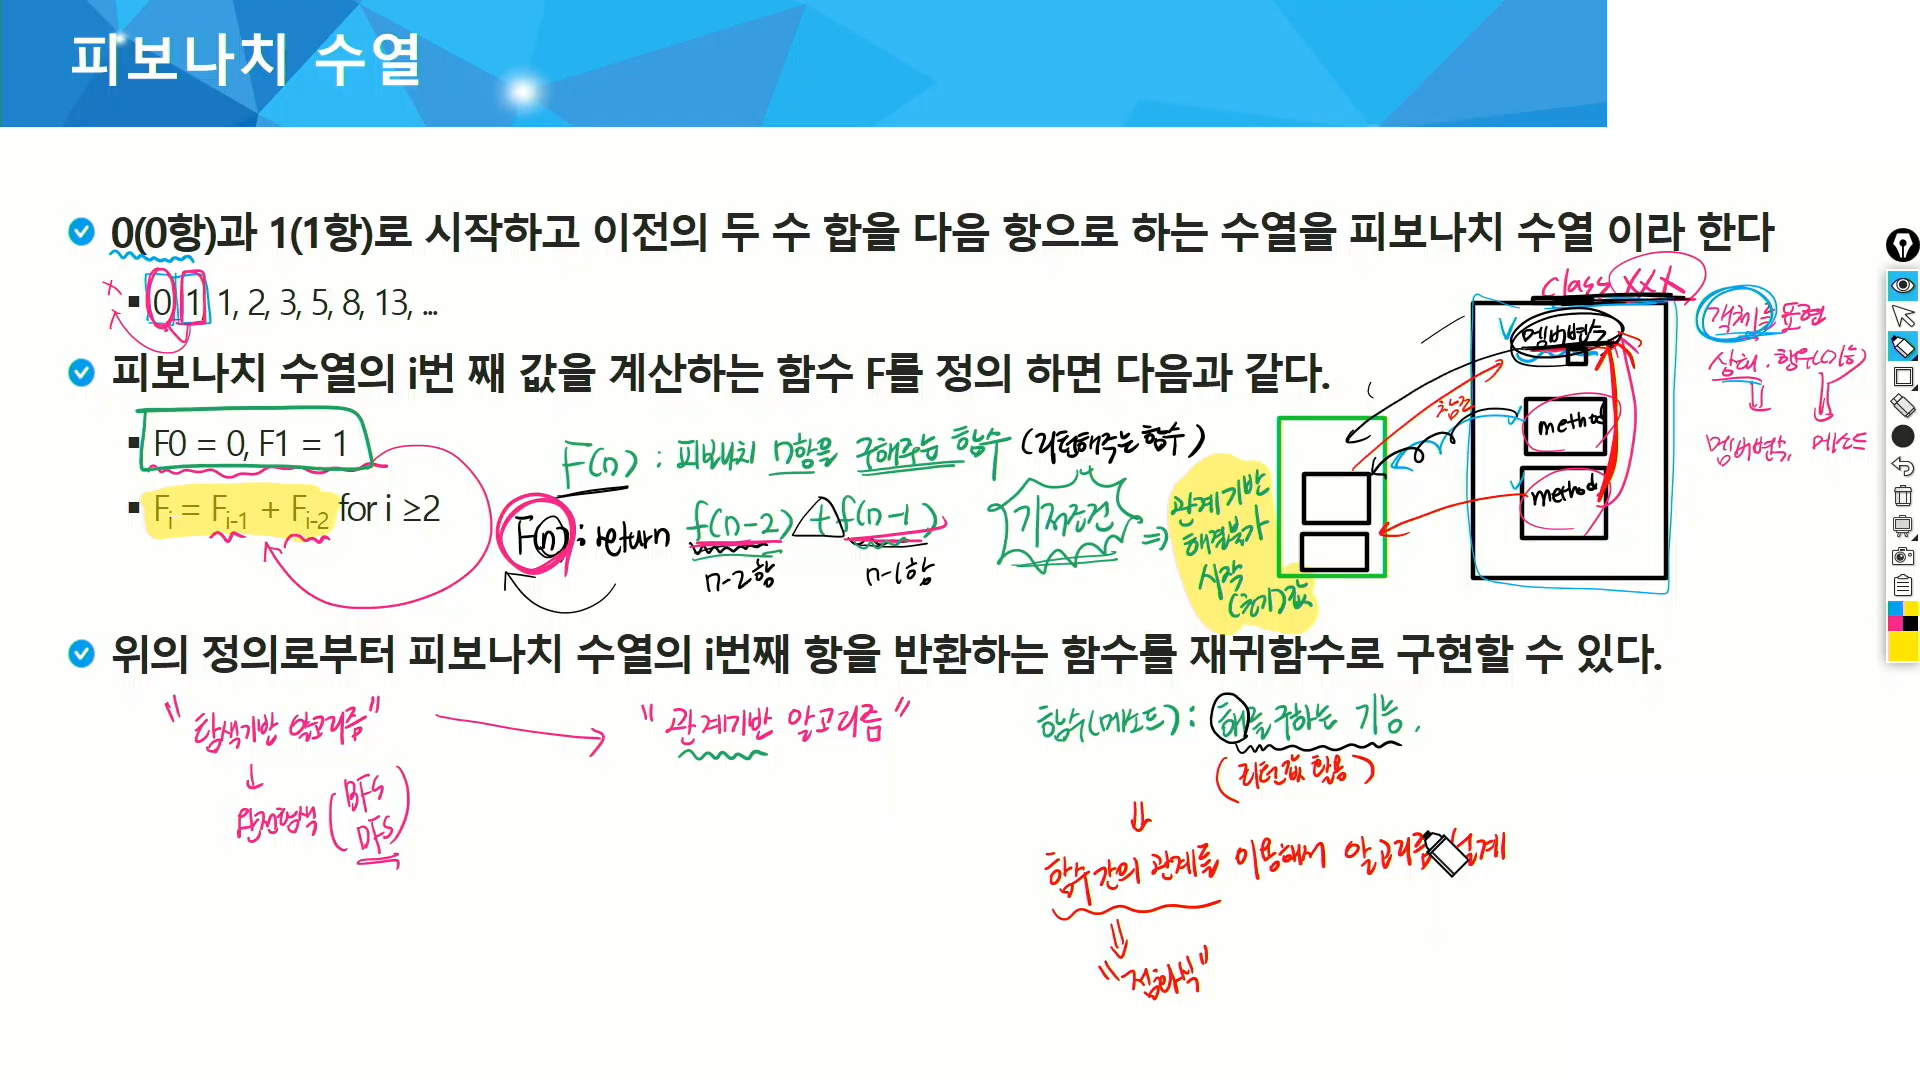 피보나치 수열
0(0항)과 1(1항)로 시작하고 이전의 두 수 합을 다음 항으로 하는 수열을 피보나치 수열 이라 한다
0, 1, 1, 2, 3, 5, 8, 13, ...
class XXX
멤버변수
객체를 표현
상태. 행위(기능)
멤버변수, 메소드
method
method
참조
피보나치 수열의 i번 째 값을 계산하는 함수 F를 정의 하면 다음과 같다.
F0 = 0, F1 = 1
F(n) : 피보나치 n항을 구해주는 함수 (리턴해주는 함수)
Fi = Fi-1 + Fi-2 for i ≥2
F(n) : return f(n-2) + f(n-1)
n-2항 n-1항
기저조건 ⇒
관계기반
해결불가
시작
(초기)값
위의 정의로부터 피보나치 수열의 i번째 항을 반환하는 함수를 재귀함수로 구현할 수 있다.
"탐색기반 알고리즘" → "관계기반 알고리즘"
↓
완전탐색 (BFS
DFS)
함수(메소드) : 해를 구하는 기능.
(리턴값 활용)
⇓
함수간의 관계를 이용해서 알고리즘 설계
⇓
"점화식"